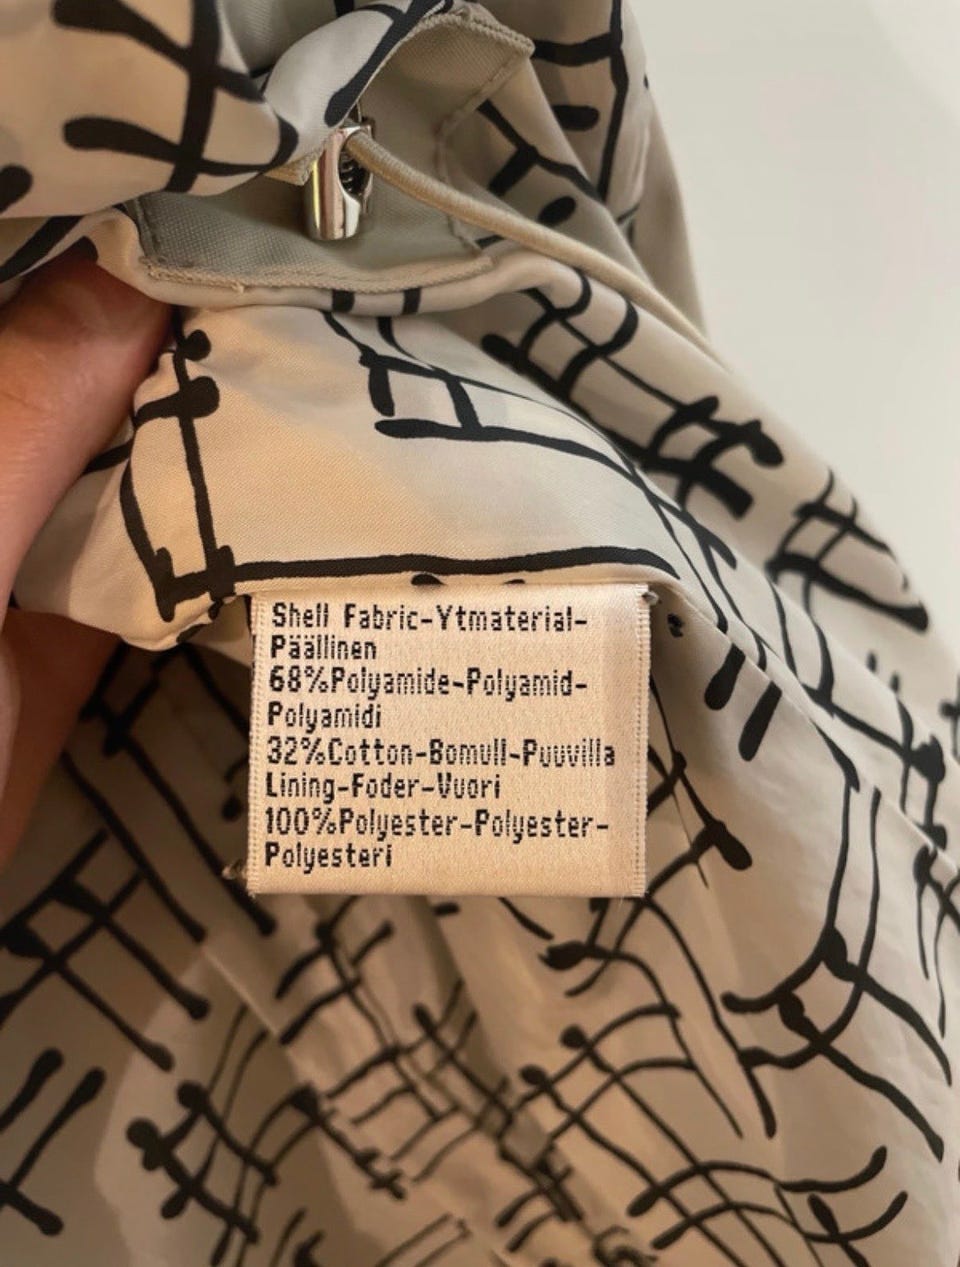 Shell Fabric-Ytmaterial-
Päällinen
68%Polyamide-Polyamid-
Polyamidi
32%Cotton-Bomull-Puuvilla
Lining-Foder-Vuori
100%Polyester-Polyester-
Polyesteri